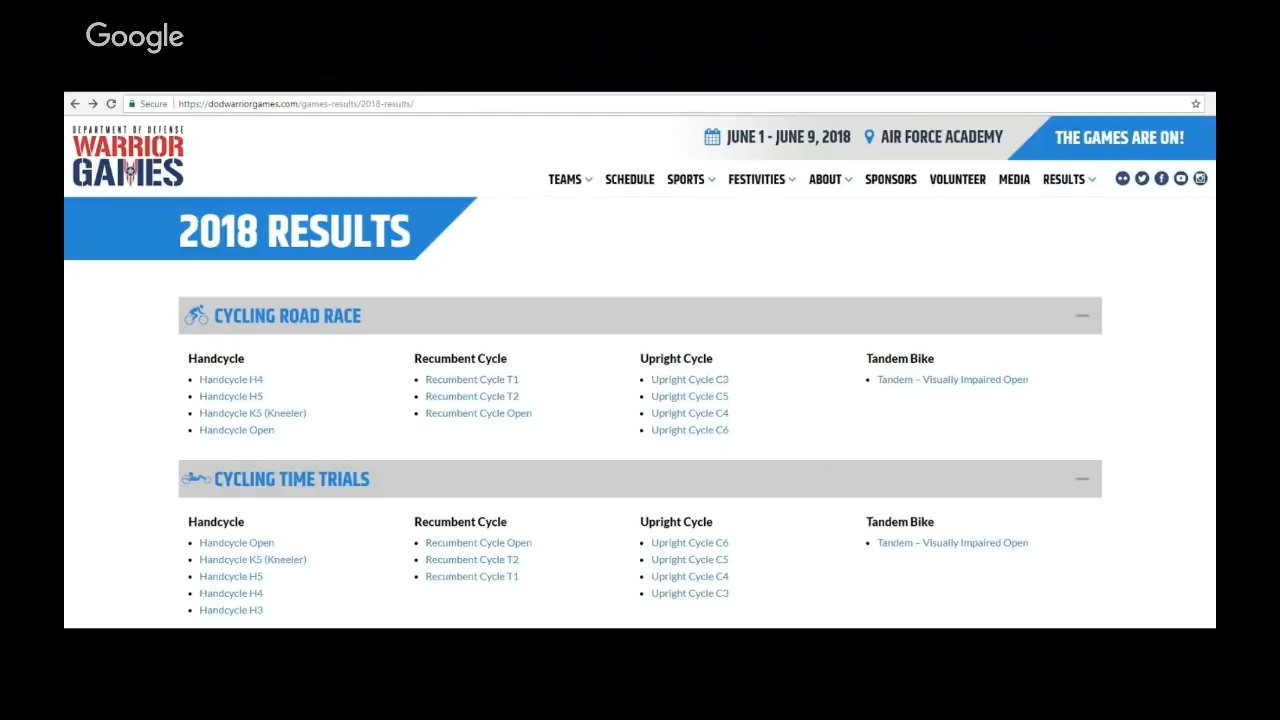 Google
Secure https://dodwarriorgames.com/games-results/2018-results/
DEPARTMENT OF DEFENSE
WARRIOR
GAMES
JUNE 1 - JUNE 9, 2018 AIR FORCE ACADEMY THE GAMES ARE ON!
TEAMS SCHEDULE SPORTS FESTIVITIES ABOUT SPONSORS VOLUNTEER MEDIA RESULTS
2018 RESULTS
CYCLING ROAD RACE
Handcycle Recumbent Cycle Upright Cycle Tandem Bike
Handcycle H4 Recumbent Cycle T1 Upright Cycle C3 Tandem – Visually Impaired Open
Handcycle H5 Recumbent Cycle T2 Upright Cycle C5
Handcycle K5 (Kneeler) Recumbent Cycle Open Upright Cycle C4
Handcycle Open Upright Cycle C6
CYCLING TIME TRIALS
Handcycle Recumbent Cycle Upright Cycle Tandem Bike
Handcycle Open Recumbent Cycle Open Upright Cycle C6 Tandem – Visually Impaired Open
Handcycle K5 (Kneeler) Recumbent Cycle T2 Upright Cycle C5
Handcycle H5 Recumbent Cycle T1 Upright Cycle C4
Handcycle H4 Upright Cycle C3
Handcycle H3